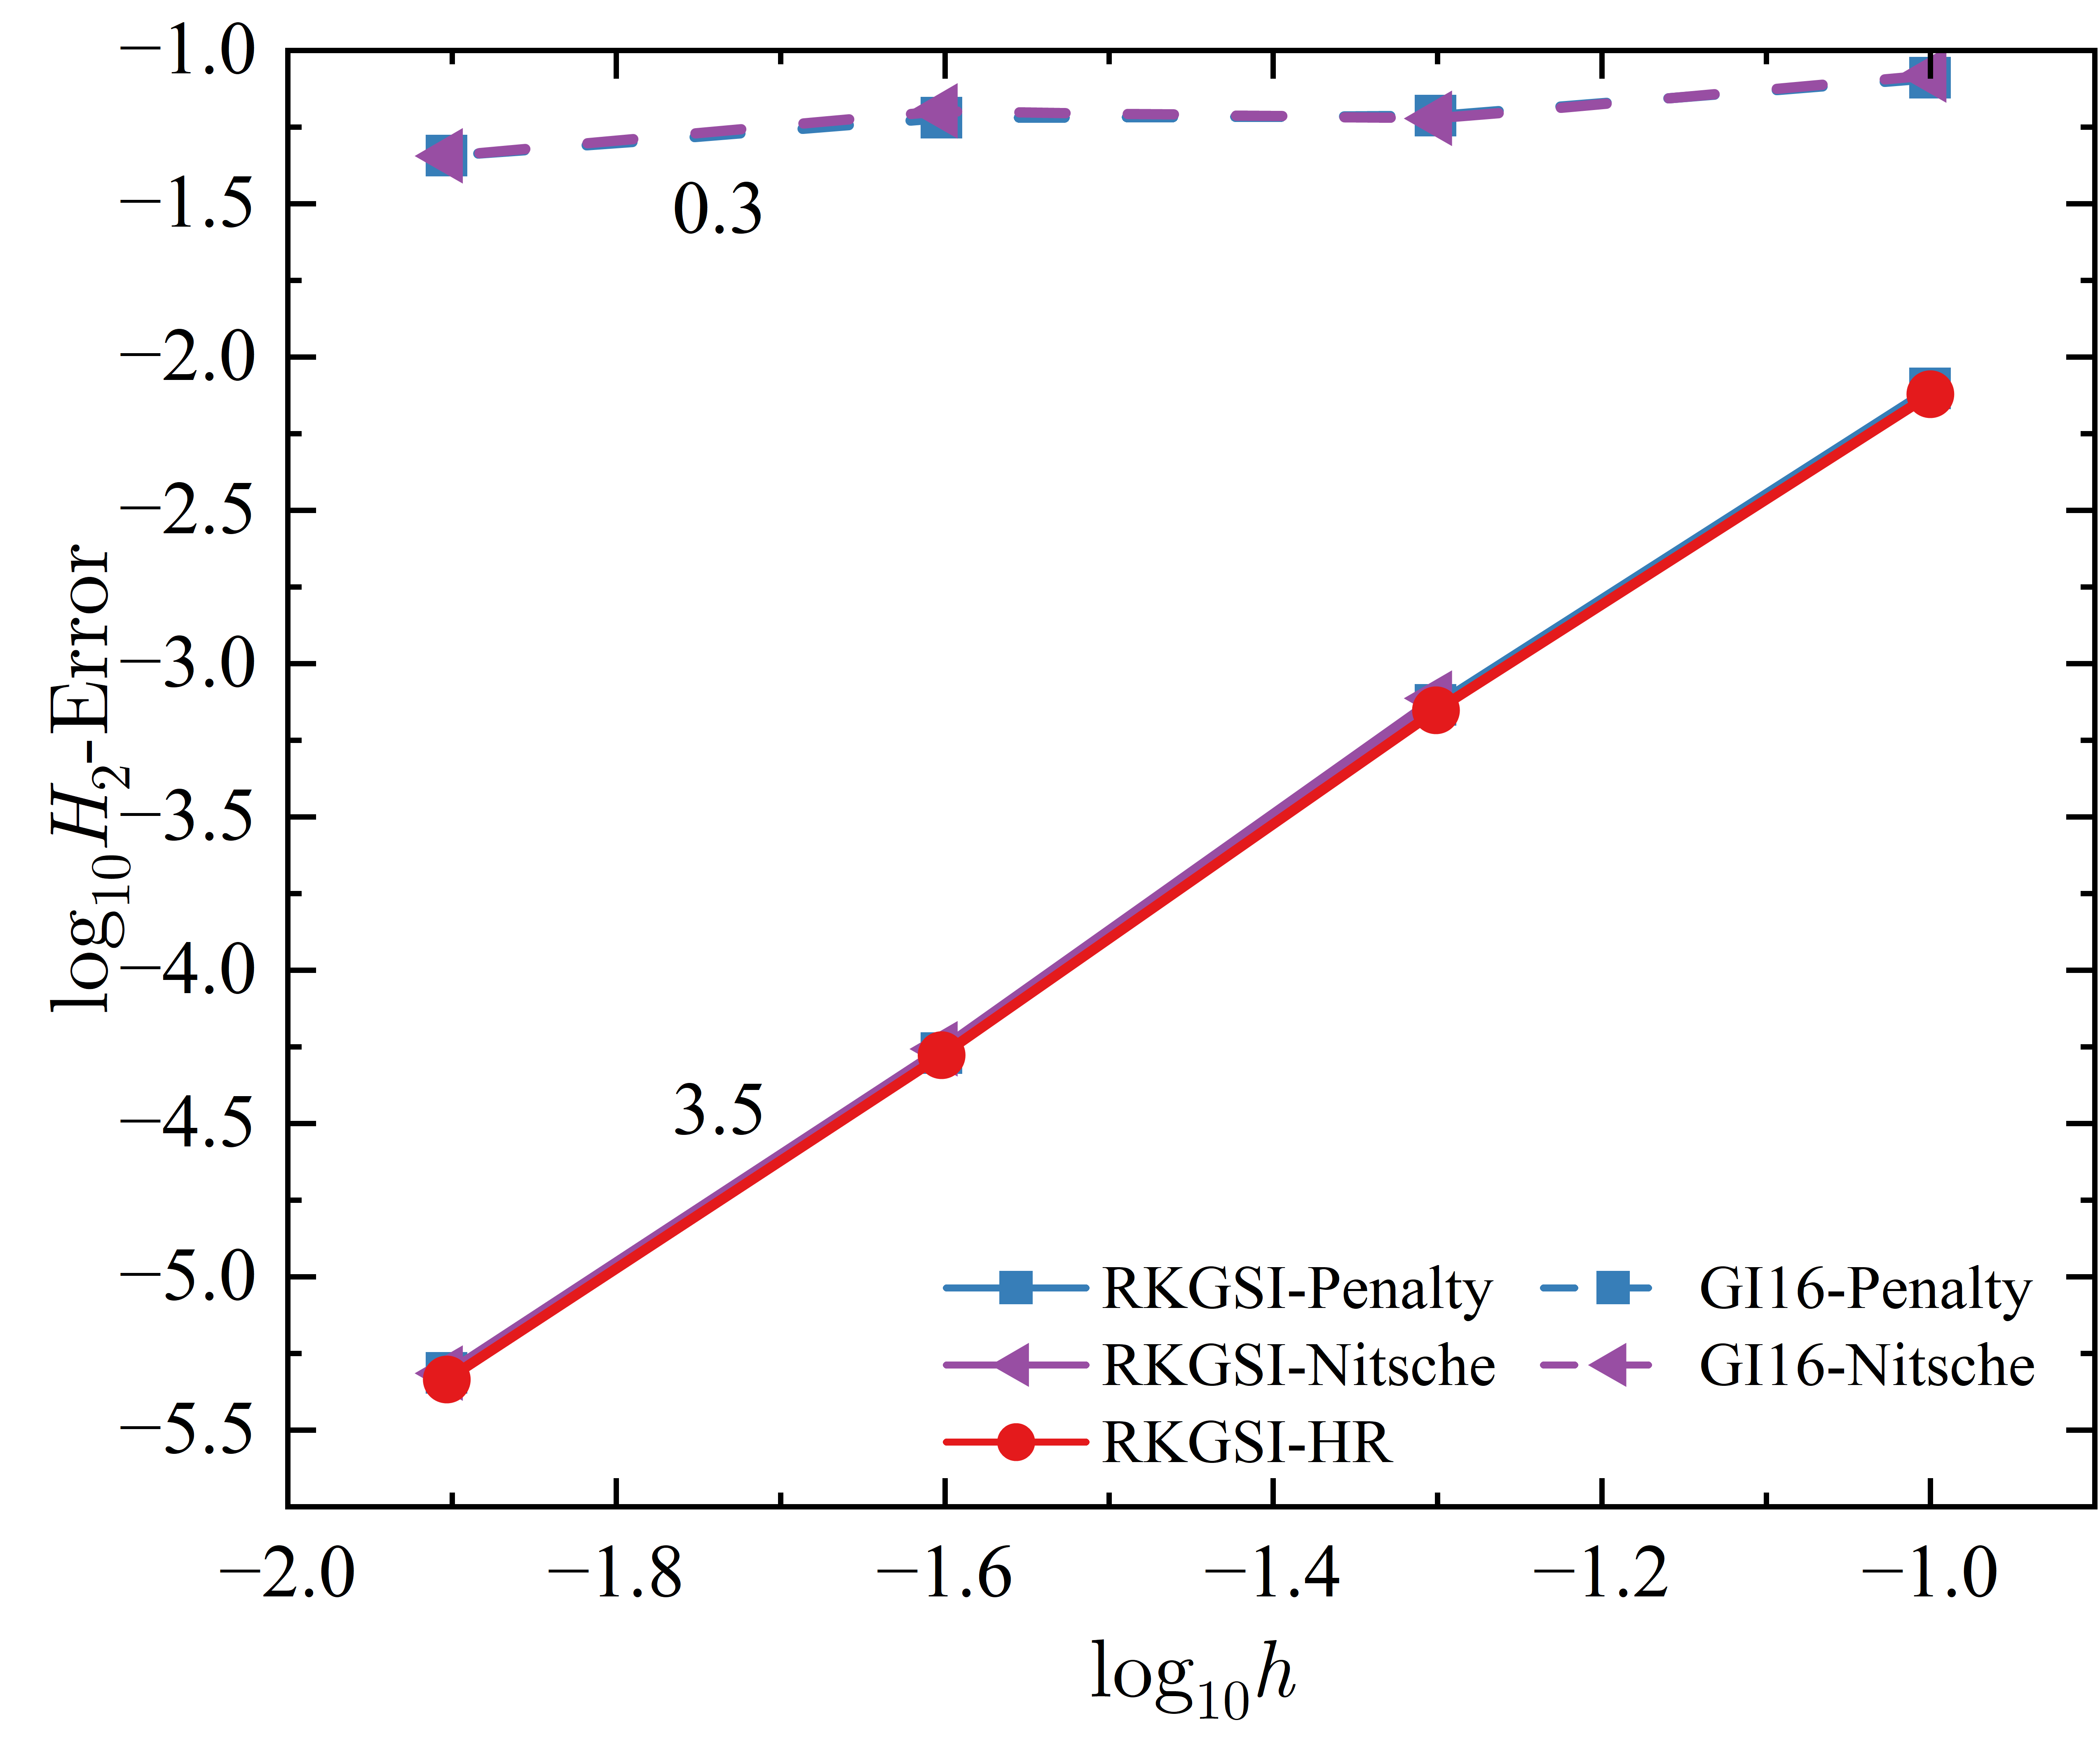 −1.0
−1.5
−2.0
−2.5
−3.0
−3.5
−4.0
−4.5
−5.0
−5.5
log₁₀H₂-Error
0.3
3.5
RKGSI-Penalty
RKGSI-Nitsche
RKGSI-HR
GI16-Penalty
GI16-Nitsche
−2.0 −1.8 −1.6 −1.4 −1.2 −1.0
log₁₀h